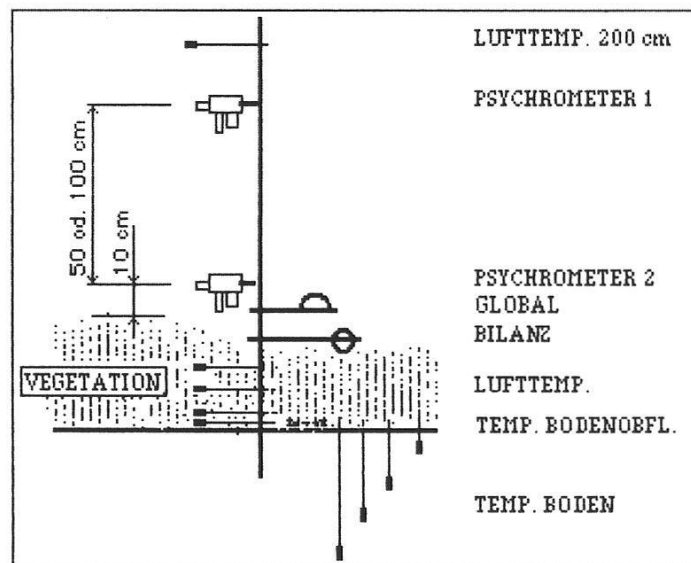 LUFTTEMP. 200 cm
PSYCHROMETER 1
50 od. 100 cm
10 cm
PSYCHROMETER 2
GLOBAL
BILANZ
VEGETATION
LUFTTEMP.
TEMP. BODENOBFL.
TEMP. BODEN